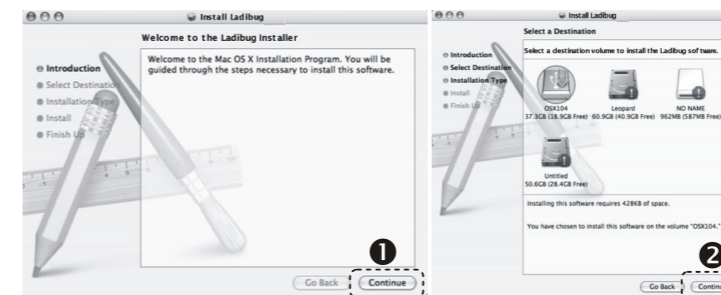 Install Ladibug
Welcome to the Ladibug Installer
Introduction
Select Destination
Installation Type
Install
Finish Up
Welcome to the Mac OS X Installation Program. You will be
guided through the steps necessary to install this software.
1
Go Back
Continue
Install Ladibug
Select a Destination
Introduction
Select Destination
Installation Type
Install
Finish Up
Select a destination volume to install the Ladibug software.
OSX104
37.3GB (18.9GB Free)
Leopard
60.9GB (40.9GB Free)
NO NAME
962MB (587MB Free)
Untitled
50.6GB (28.4GB Free)
Installing this software requires 428KB of space.
You have chosen to install this software on the volume "OSX104."
2
Go Back
Contin